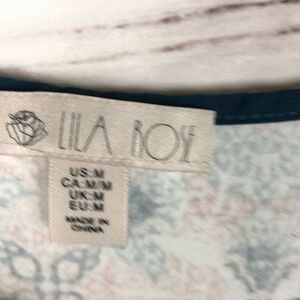 LILA ROSE
US:M
CA:M/M
UK:M
EU:M
MADE IN
CHINA